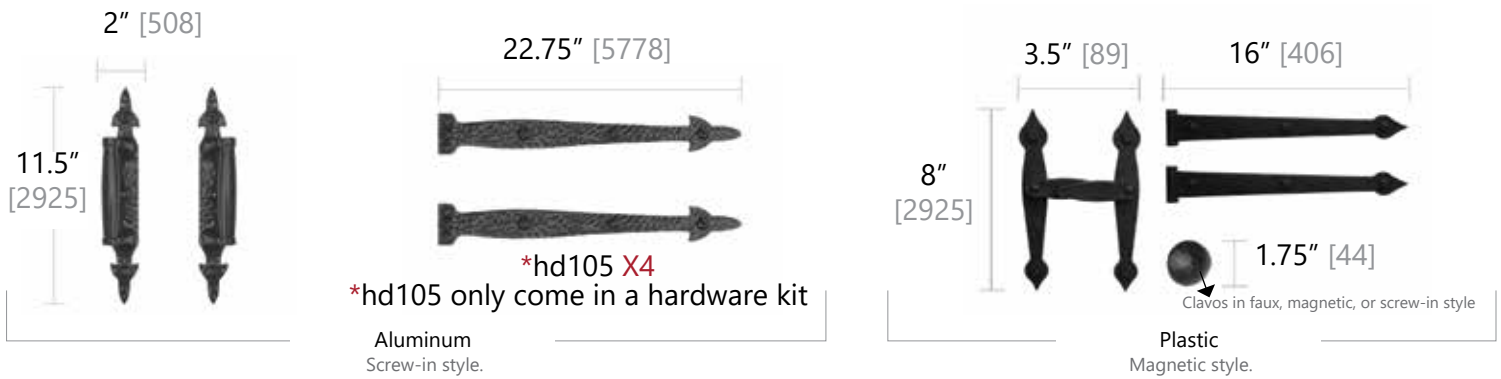 2” [508]
11.5”
[2925]
22.75” [5778]
*hd105 X4
*hd105 only come in a hardware kit
Aluminum
Screw-in style.
3.5” [89]
16” [406]
8”
[2925]
1.75” [44]
Clavos in faux, magnetic, or screw-in style
Plastic
Magnetic style.